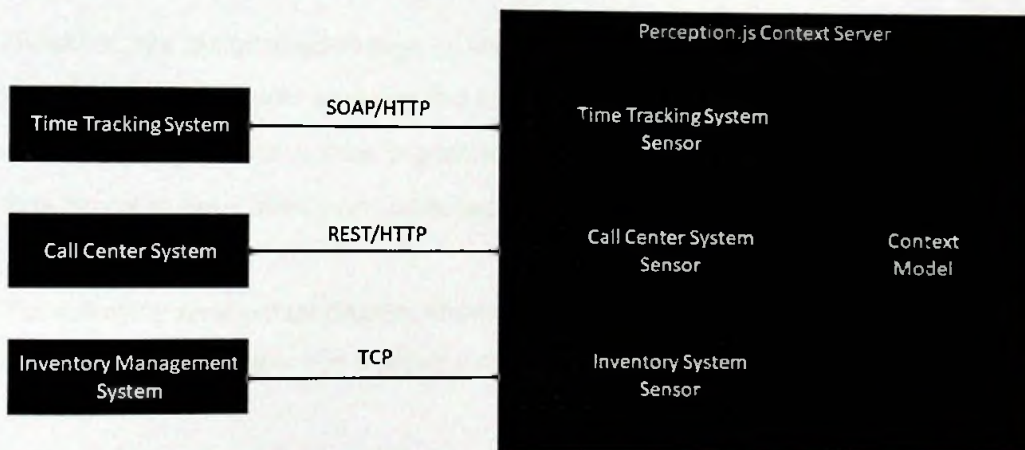 Perception.js Context Server
Time Tracking System
SOAP/HTTP
Time Tracking System
Sensor
Call Center System
REST/HTTP
Call Center System
Sensor
Context
Model
Inventory Management
System
TCP
Inventory System
Sensor